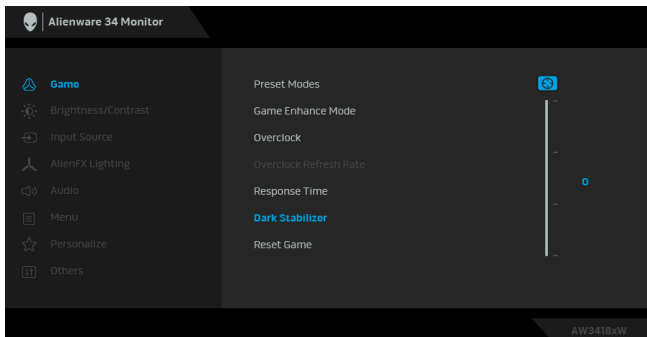 Alienware 34 Monitor
Game
Brightness/Contrast
Input Source
AlienFX Lighting
Audio
Menu
Personalize
Others
Preset Modes
Game Enhance Mode
Overclock
Overclock Refresh Rate
Response Time
Dark Stabilizer
Reset Game
0
AW3418xW